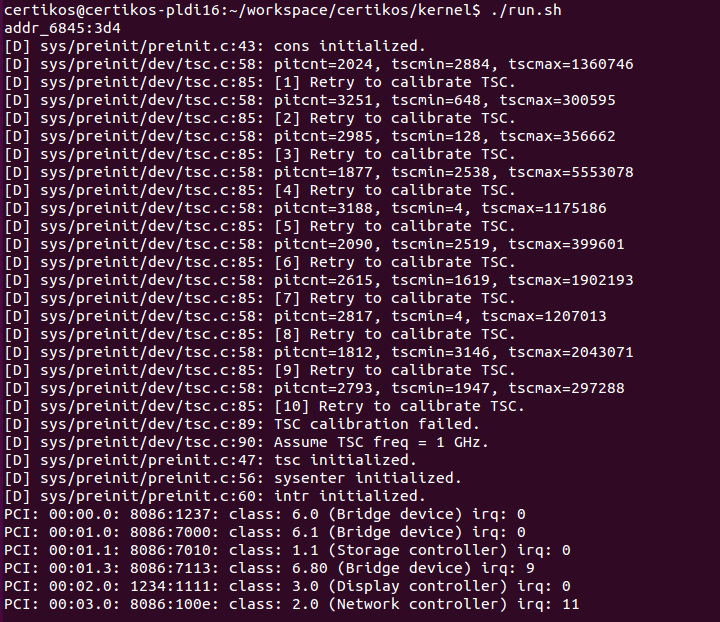 certikos@certikos-pldi16:~/workspace/certikos/kernel$ ./run.sh
addr_6845:3d4
[D] sys/preinit/preinit.c:43: cons initialized.
[D] sys/preinit/dev/tsc.c:58: pitcnt=2024, tscmin=2884, tscmax=1360746
[D] sys/preinit/dev/tsc.c:85: [1] Retry to calibrate TSC.
[D] sys/preinit/dev/tsc.c:58: pitcnt=3251, tscmin=648, tscmax=300595
[D] sys/preinit/dev/tsc.c:85: [2] Retry to calibrate TSC.
[D] sys/preinit/dev/tsc.c:58: pitcnt=2985, tscmin=128, tscmax=356662
[D] sys/preinit/dev/tsc.c:85: [3] Retry to calibrate TSC.
[D] sys/preinit/dev/tsc.c:58: pitcnt=1877, tscmin=2538, tscmax=5553078
[D] sys/preinit/dev/tsc.c:85: [4] Retry to calibrate TSC.
[D] sys/preinit/dev/tsc.c:58: pitcnt=3188, tscmin=4, tscmax=1175186
[D] sys/preinit/dev/tsc.c:85: [5] Retry to calibrate TSC.
[D] sys/preinit/dev/tsc.c:58: pitcnt=2090, tscmin=2519, tscmax=399601
[D] sys/preinit/dev/tsc.c:85: [6] Retry to calibrate TSC.
[D] sys/preinit/dev/tsc.c:58: pitcnt=2615, tscmin=1619, tscmax=1902193
[D] sys/preinit/dev/tsc.c:85: [7] Retry to calibrate TSC.
[D] sys/preinit/dev/tsc.c:58: pitcnt=2817, tscmin=4, tscmax=1207013
[D] sys/preinit/dev/tsc.c:85: [8] Retry to calibrate TSC.
[D] sys/preinit/dev/tsc.c:58: pitcnt=1812, tscmin=3146, tscmax=2043071
[D] sys/preinit/dev/tsc.c:85: [9] Retry to calibrate TSC.
[D] sys/preinit/dev/tsc.c:58: pitcnt=2793, tscmin=1947, tscmax=297288
[D] sys/preinit/dev/tsc.c:85: [10] Retry to calibrate TSC.
[D] sys/preinit/dev/tsc.c:89: TSC calibration failed.
[D] sys/preinit/dev/tsc.c:90: Assume TSC freq = 1 GHz.
[D] sys/preinit/preinit.c:47: tsc initialized.
[D] sys/preinit/preinit.c:56: sysenter initialized.
[D] sys/preinit/preinit.c:60: intr initialized.
PCI: 00:00.0: 8086:1237: class: 6.0 (Bridge device) irq: 0
PCI: 00:01.0: 8086:7000: class: 6.1 (Bridge device) irq: 0
PCI: 00:01.1: 8086:7010: class: 1.1 (Storage controller) irq: 0
PCI: 00:01.3: 8086:7113: class: 6.80 (Bridge device) irq: 9
PCI: 00:02.0: 1234:1111: class: 3.0 (Display controller) irq: 0
PCI: 00:03.0: 8086:100e: class: 2.0 (Network controller) irq: 11